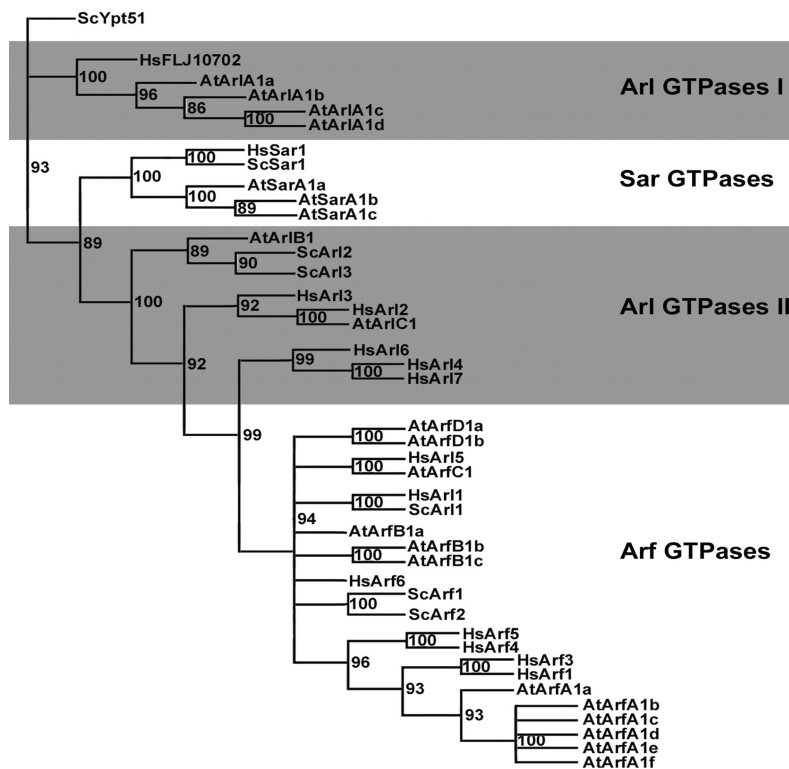 ScYpt51
HsFLJ10702
100
AtArlA1a
Arl GTPases I
96
AtArlA1b
86
AtArlA1c
100
AtArlA1d
93
HsSar1
100
ScSar1
100
Sar GTPases
AtSarA1a
100
AtSarA1b
89
AtSarA1c
89
AtArlB1
89
ScArl2
90
ScArl3
100
HsArl3
92
HsArl2
Arl GTPases II
100
AtArlC1
92
HsArl6
99
HsArl4
100
HsArl7
99
AtArfD1a
100
AtArfD1b
HsArl5
100
AtArfC1
HsArl1
100
ScArl1
94
AtArfB1a
AtArfB1b
100
AtArfB1c
Arf GTPases
HsArf6
ScArf1
100
ScArf2
HsArf5
100
HsArf4
96
HsArf3
100
HsArf1
93
AtArfA1a
93
AtArfA1b
AtArfA1c
AtArfA1d
100
AtArfA1e
AtArfA1f